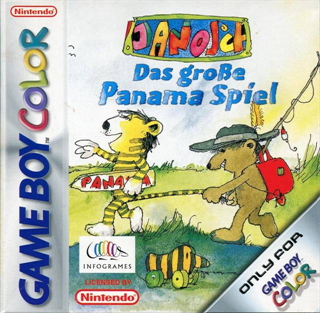 Nintendo
GAME BOY COLOR
JANOSCH
Das große
Panama Spiel
PANAMA
INFOGRAMES
LICENSED BY
Nintendo
ONLY FOR
GAME BOY
COLOR